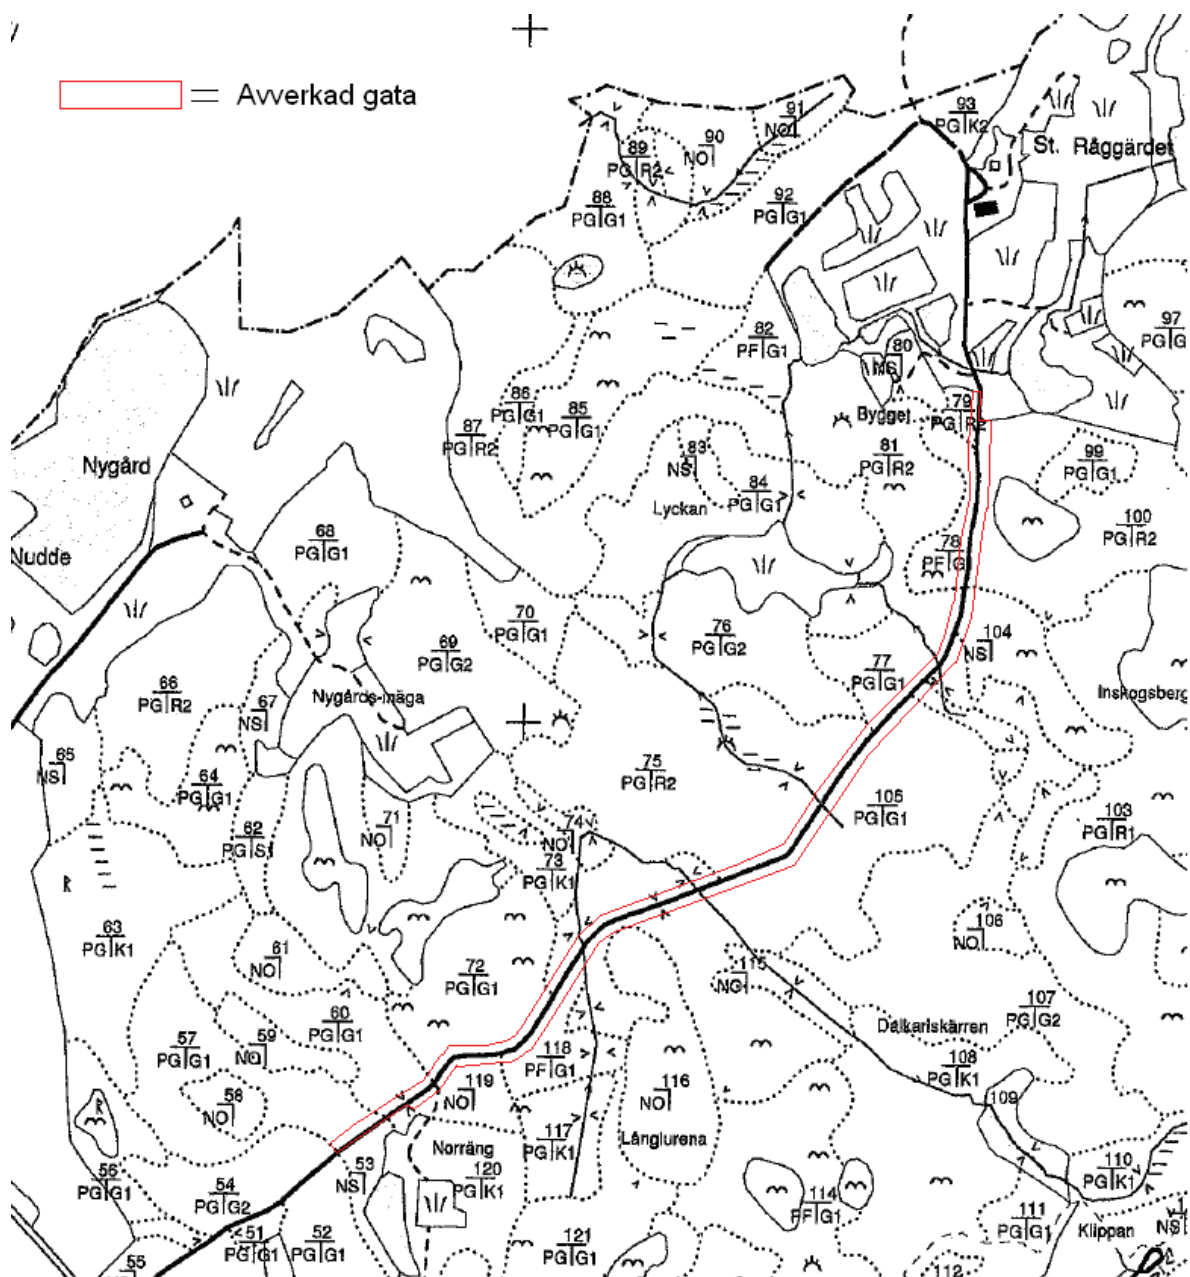 = Avverkad gata
93
PG K2
St. Råggärdet
91
NO
90
NO
89
PG R2
88
PG G1
92
PG G1
97
PG G
82
PF G1
80
NS
Bygget
79
PG R2
86
PG G1
85
PG G1
87
PG R2
83
NS
81
PG R2
99
PG G1
Nygård
84
PG G1
Lyckan
100
PG R2
68
PG G1
78
PF G
Nudde
70
PG G1
76
PG G2
104
NS
69
PG G2
77
PG G1
66
PG R2
67
NS
Nygårds-inäga
Inskogsberg
65
NS
64
PG G1
75
PG R2
105
PG G1
103
PG R1
62
PG S1
71
NO
74
NO
73
PG K1
63
PG K1
61
NO
106
NO
72
PG G1
115
NO
60
PG G1
107
PG G2
Dalkarlskärren
57
PG G1
59
NO
118
PF G1
108
PG K1
58
NO
119
NO
116
NO
109
117
PG K1
Långlurena
Norräng
53
NS
120
PG K1
110
PG K1
56
PG G1
54
PG G2
114
PF G1
111
PG G1
Klippan
NS
51
PG G1
52
PG G1
121
PG G1
55
112